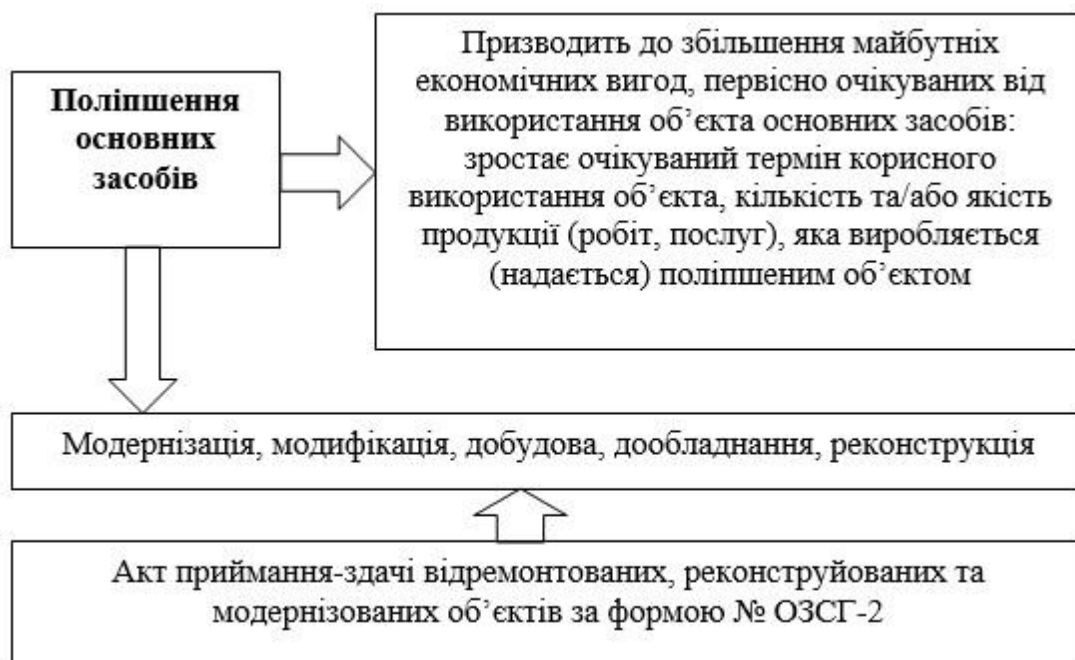 Поліпшення
основних
засобів
Призводить до збільшення майбутніх
економічних вигод, первісно очікуваних від
використання об’єкта основних засобів:
зростає очікуваний термін корисного
використання об’єкта, кількість та/або якість
продукції (робіт, послуг), яка виробляється
(надається) поліпшеним об’єктом
Модернізація, модифікація, добудова, дообладнання, реконструкція
Акт приймання-здачі відремонтованих, реконструйованих та
модернізованих об’єктів за формою № ОЗСГ-2